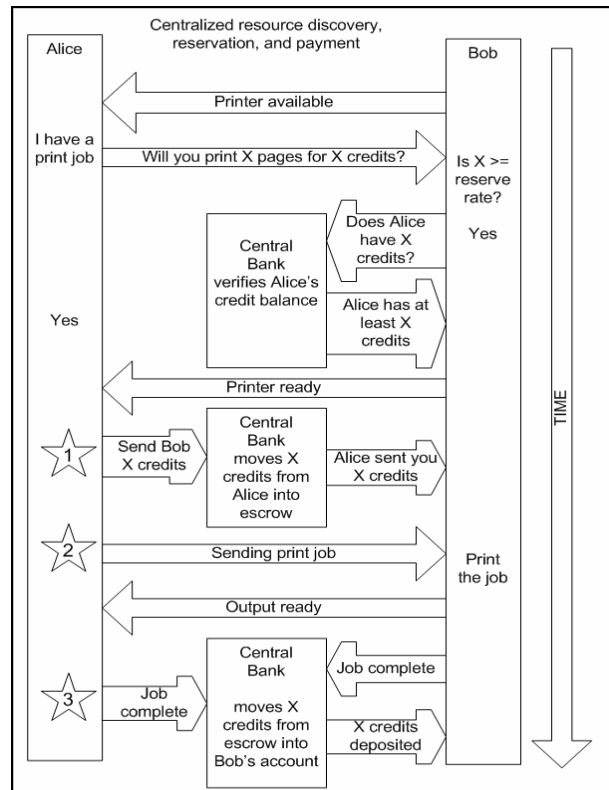 Centralized resource discovery,
reservation, and payment
Alice
Bob
Printer available
I have a
print job
Will you print X pages for X credits?
Is X >=
reserve
rate?
Does Alice
have X
credits?
Yes
Central
Bank
verifies Alice's
credit balance
Alice has at
least X
credits
Yes
Printer ready
TIME
1
Send Bob
X credits
Central
Bank
moves X
credits from
Alice into
escrow
Alice sent you
X credits
2
Sending print job
Print
the job
Output ready
Central
Bank
Job complete
3
Job
complete
moves X
credits from
escrow into
Bob's account
X credits
deposited